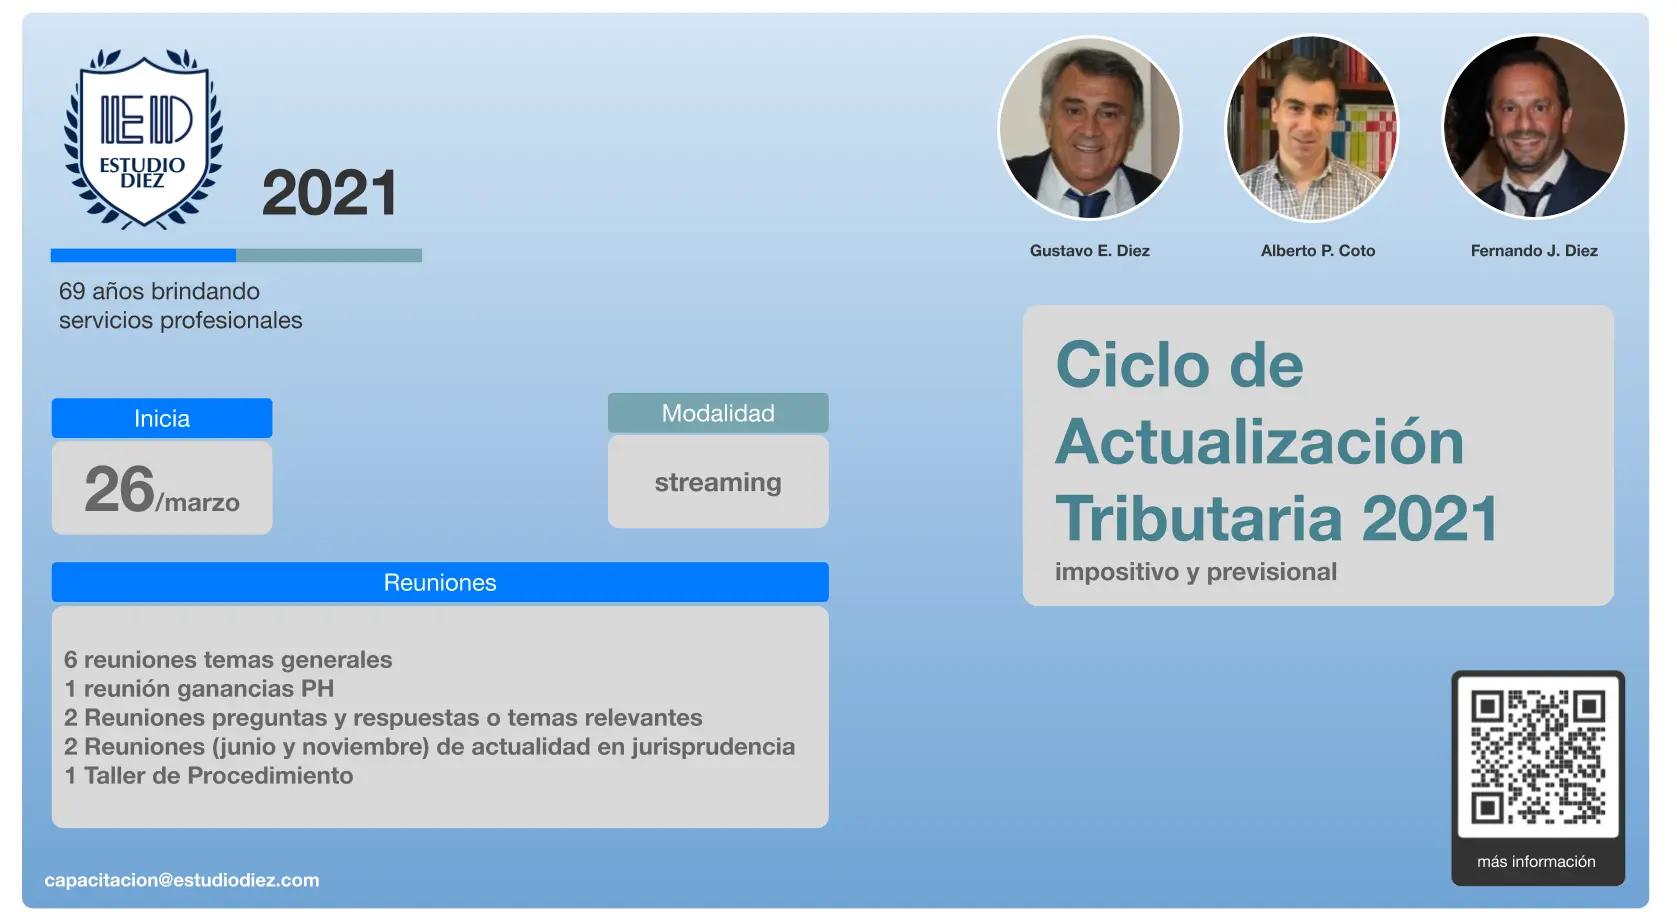 ED
ESTUDIO
DIEZ
2021
69 años brindando
servicios profesionales
Gustavo E. Diez
Alberto P. Coto
Fernando J. Diez
Ciclo de
Actualización
Tributaria 2021
impositivo y previsional
Inicia
26/marzo
Modalidad
streaming
Reuniones
6 reuniones temas generales
1 reunión ganancias PH
2 Reuniones preguntas y respuestas o temas relevantes
2 Reuniones (junio y noviembre) de actualidad en jurisprudencia
1 Taller de Procedimiento
más información
capacitacion@estudiodiez.com